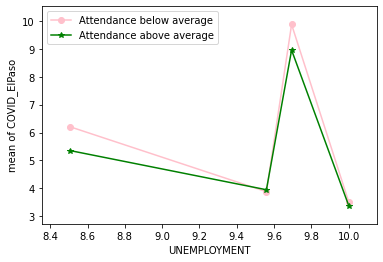 Attendance below average
Attendance above average
10
9
8
7
6
5
4
3
mean of COVID_ElPaso
8.4 8.6 8.8 9.0 9.2 9.4 9.6 9.8 10.0
UNEMPLOYMENT